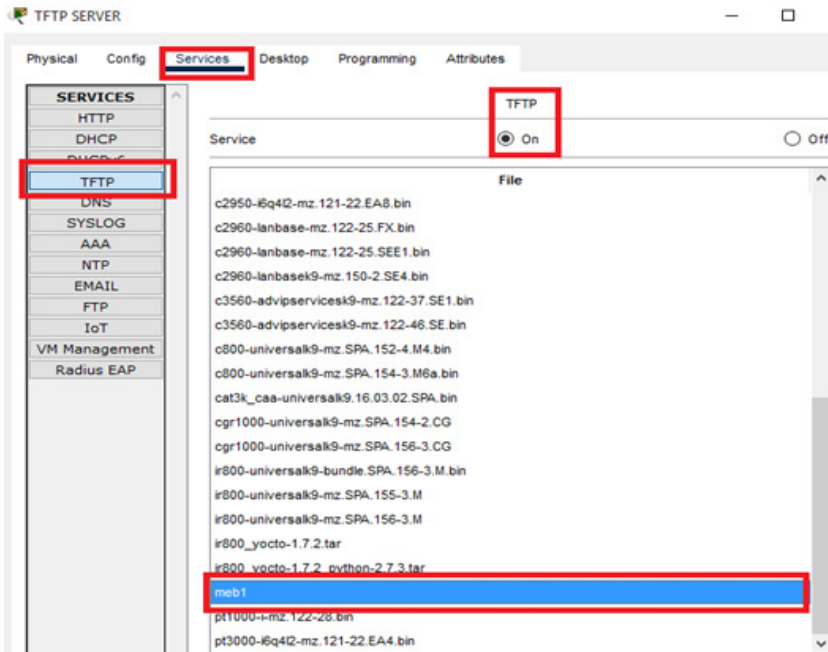 TFTP SERVER
Physical Config Services Desktop Programming Attributes
SERVICES
HTTP
DHCP
DHCPv6
TFTP
DNS
SYSLOG
AAA
NTP
EMAIL
FTP
IoT
VM Management
Radius EAP
TFTP
Service On Off
File
c2950-i6q4l2-mz.121-22.EA8.bin
c2960-lanbase-mz.122-25.FX.bin
c2960-lanbase-mz.122-25.SEE1.bin
c2960-lanbasek9-mz.150-2.SE4.bin
c3560-advipservicesk9-mz.122-37.SE1.bin
c3560-advipservicesk9-mz.122-46.SE.bin
c800-universalk9-mz.SPA.152-4.M4.bin
c800-universalk9-mz.SPA.154-3.M6a.bin
cat3k_caa-universalk9.16.03.02.SPA.bin
cgr1000-universalk9-mz.SPA.154-2.CG
cgr1000-universalk9-mz.SPA.156-3.CG
ir800-universalk9-bundle.SPA.156-3.M.bin
ir800-universalk9-mz.SPA.155-3.M
ir800-universalk9-mz.SPA.156-3.M
ir800_yocto-1.7.2.tar
ir800_yocto-1.7.2_python-2.7.3.tar
meb1
pt1000-i-mz.122-28.bin
pt3000-i6q4l2-mz.121-22.EA4.bin